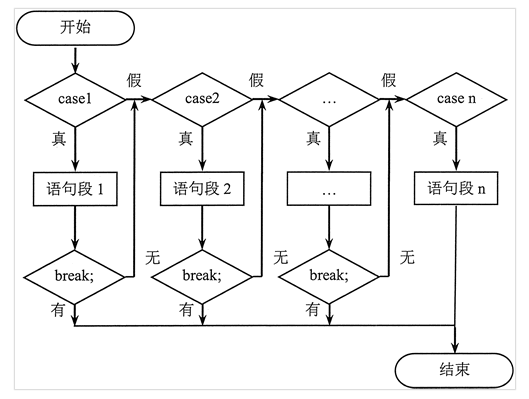 开始
假 假 假
case1 case2 … case n
真 真 真 真
语句段 1 语句段 2 … 语句段 n
无 无 无
break; break; break;
有 有 有
结束